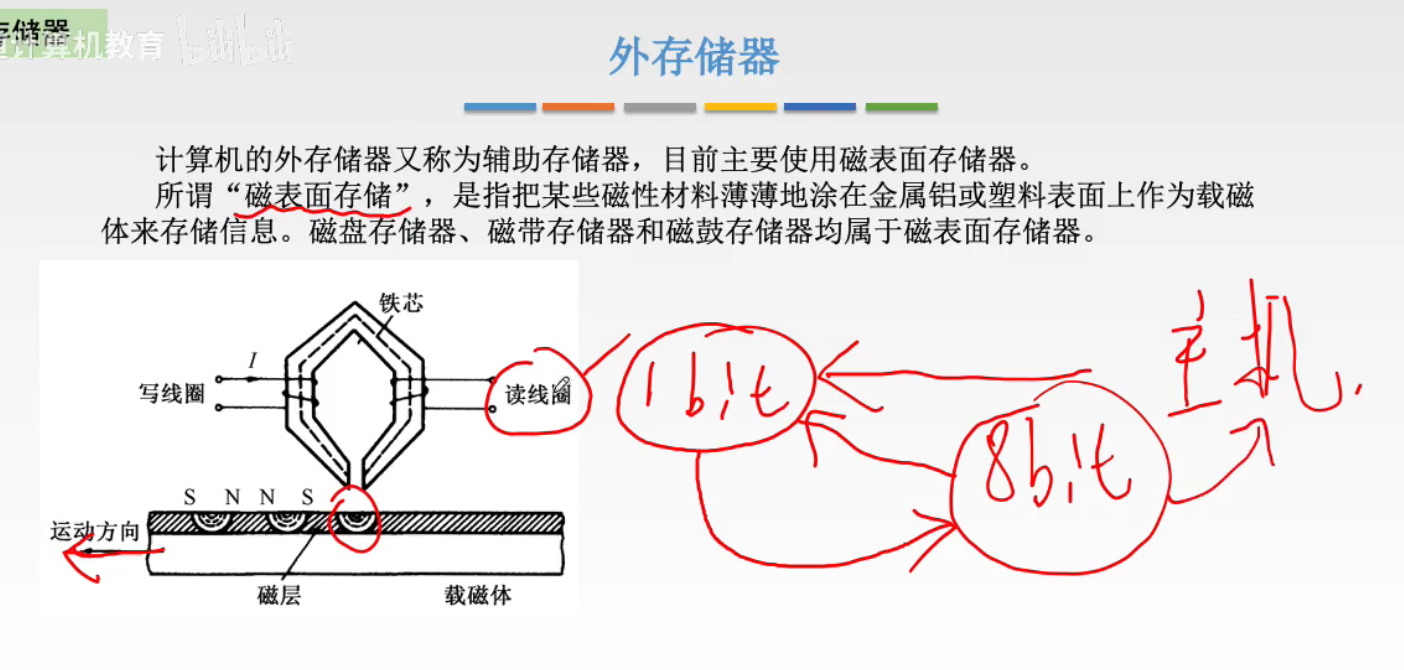 存储器
计算机教育 bilibili
外存储器
计算机的外存储器又称为辅助存储器，目前主要使用磁表面存储器。
所谓“磁表面存储”，是指把某些磁性材料薄薄地涂在金属铝或塑料表面上作为载磁
体来存储信息。磁盘存储器、磁带存储器和磁鼓存储器均属于磁表面存储器。
铁芯
I
写线圈
读线圈
S N N S
运动方向
磁层
载磁体
1bit
8bit
主机.